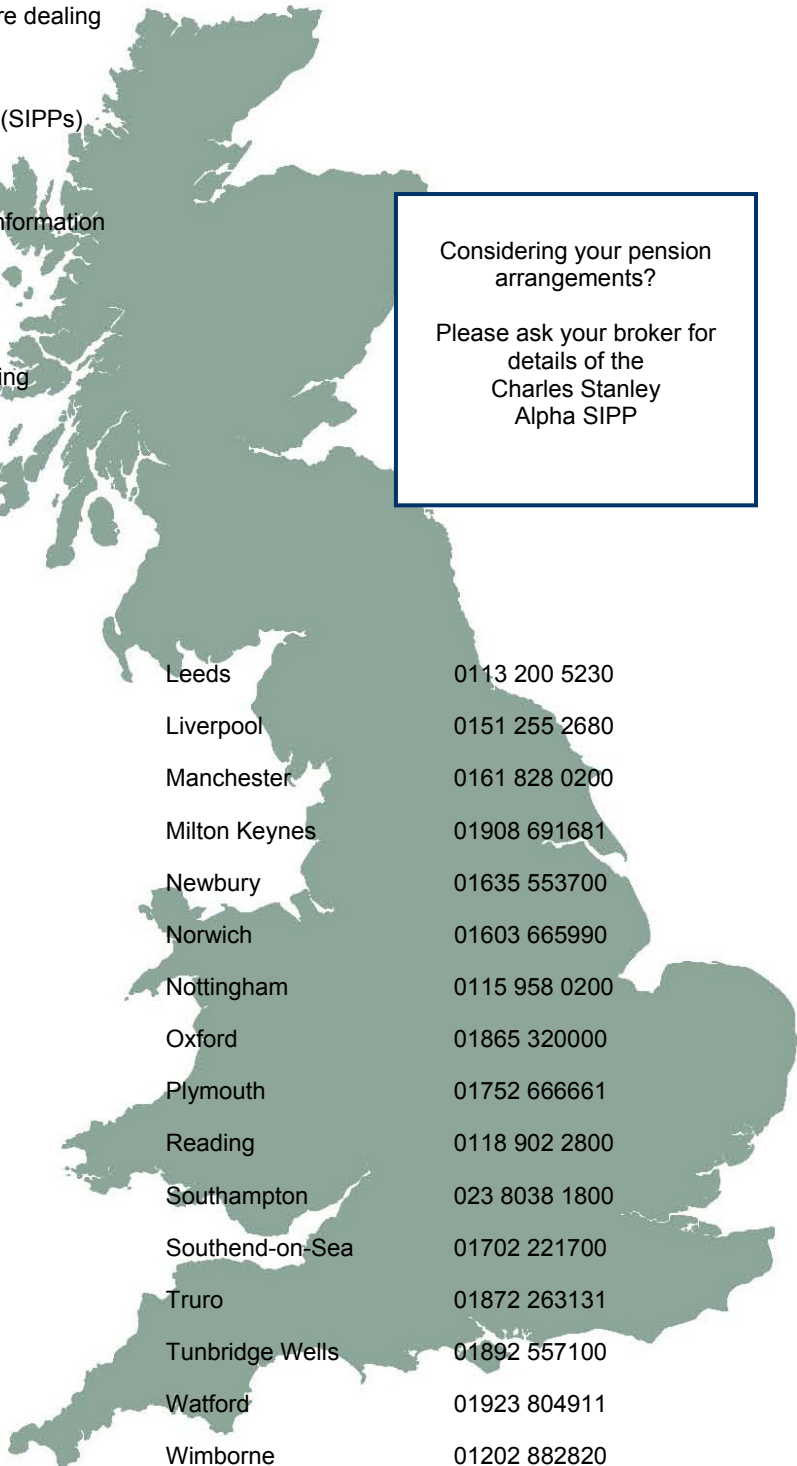 re dealing
(SIPPs)
nformation
ing
Considering your pension
arrangements?
Please ask your broker for
details of the
Charles Stanley
Alpha SIPP
Leeds 0113 200 5230
Liverpool 0151 255 2680
Manchester 0161 828 0200
Milton Keynes 01908 691681
Newbury 01635 553700
Norwich 01603 665990
Nottingham 0115 958 0200
Oxford 01865 320000
Plymouth 01752 666661
Reading 0118 902 2800
Southampton 023 8038 1800
Southend-on-Sea 01702 221700
Truro 01872 263131
Tunbridge Wells 01892 557100
Watford 01923 804911
Wimborne 01202 882820